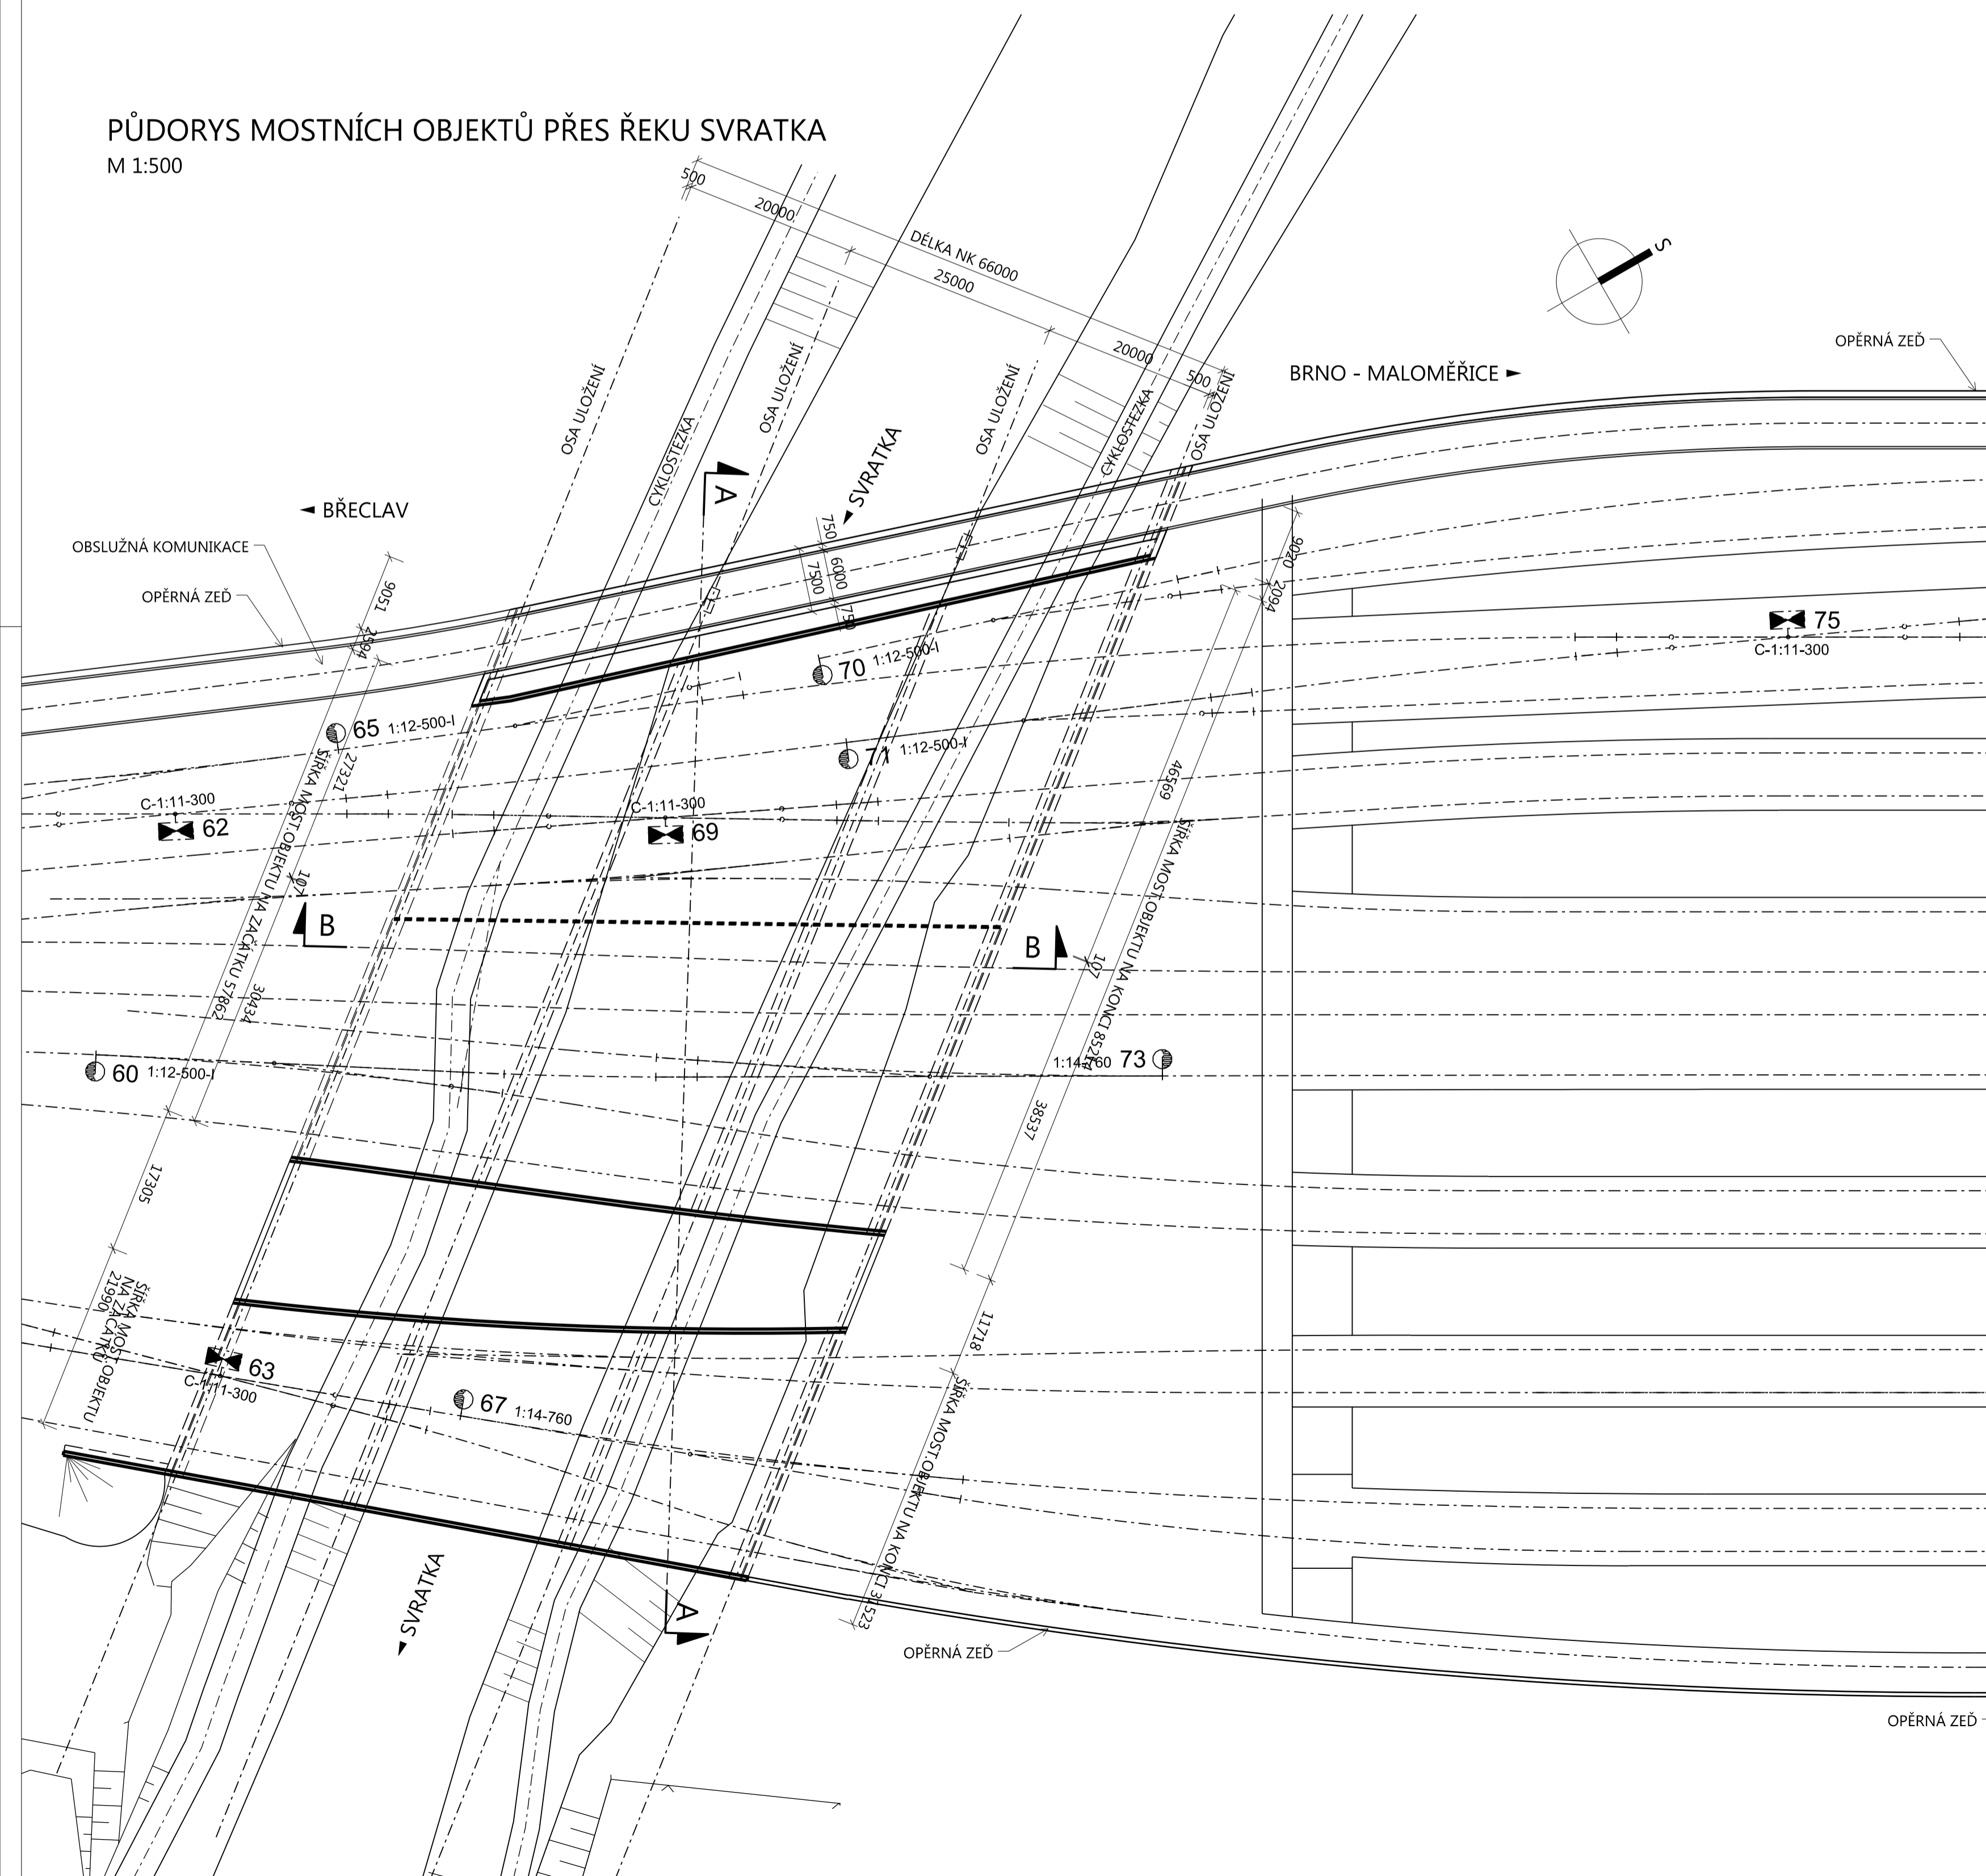 PŮDORYS MOSTNÍCH OBJEKTŮ PŘES ŘEKU SVRATKA
M 1:500
500
20000
DÉLKA NK 66000
25000
20000
500
S
OPĚRNÁ ZEĎ
BRNO - MALOMĚŘICE
OSA ULOŽENÍ
OSA ULOŽENÍ
OSA ULOŽENÍ
OSA ULOŽENÍ
CYKLOSTEZKA
CYKLOSTEZKA
SVRATKA
A
BŘECLAV
OBSLUŽNÁ KOMUNIKACE
OPĚRNÁ ZEĎ
9051
2594
750
6000
7500
750
9020
2094
75
C-1:11-300
70 1:12-500-I
65 1:12-500-I
71 1:12-500-I
27321
46569
C-1:11-300
62
C-1:11-300
69
ŠÍŘKA MOST.OBJEKTU NA ZAČÁTKU 57862
107
B
B
107
30434
ŠÍŘKA MOST.OBJEKTU NA KONCI 85214
60 1:12-500-I
1:14-760 73
38537
17305
11718
ŠÍŘKA MOST.OBJEKTU
NA ZAČÁTKU
21990
63
C-1:11-300
67 1:14-760
ŠÍŘKA MOST.OBJEKTU NA KONCI 31523
SVRATKA
A
OPĚRNÁ ZEĎ
OPĚRNÁ ZEĎ